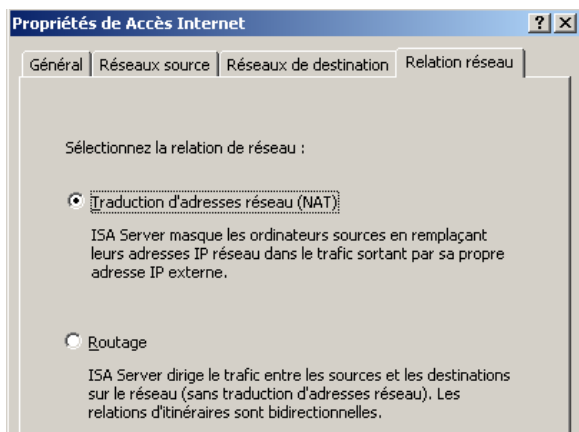 Propriétés de Accès Internet
Général Réseaux source Réseaux de destination Relation réseau
Sélectionnez la relation de réseau :
Traduction d'adresses réseau (NAT)
ISA Server masque les ordinateurs sources en remplaçant
leurs adresses IP réseau dans le trafic sortant par sa propre
adresse IP externe.
Routage
ISA Server dirige le trafic entre les sources et les destinations
sur le réseau (sans traduction d'adresses réseau). Les
relations d'itinéraires sont bidirectionnelles.